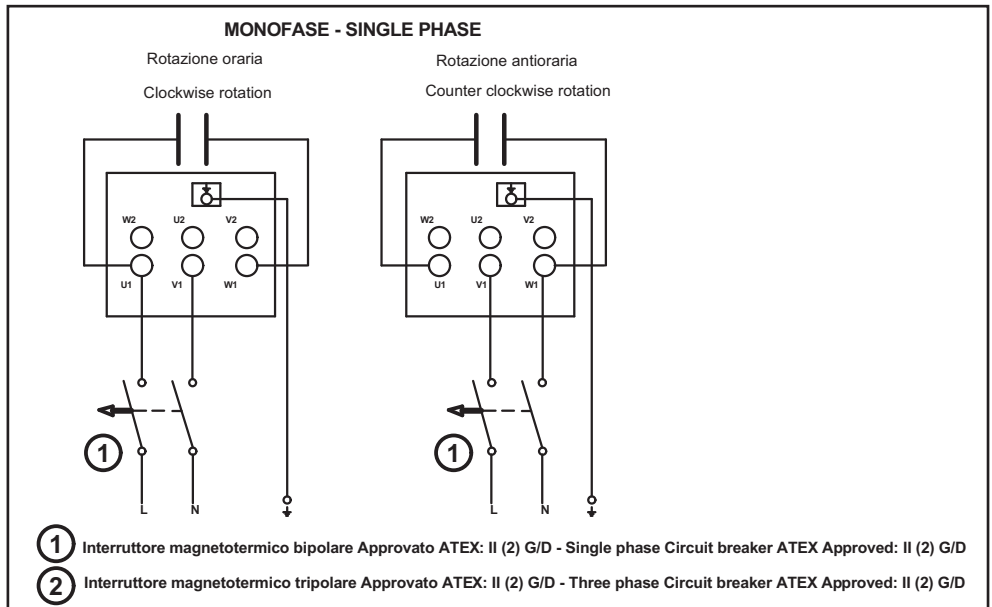 MONOFASE - SINGLE PHASE
Rotazione oraria
Clockwise rotation
Rotazione antioraria
Counter clockwise rotation
W2 U2 V2
U1 V1 W1
W2 U2 V2
U1 V1 W1
1
1
L N
L N
1 Interruttore magnetotermico bipolare Approvato ATEX: II (2) G/D - Single phase Circuit breaker ATEX Approved: II (2) G/D
2 Interruttore magnetotermico tripolare Approvato ATEX: II (2) G/D - Three phase Circuit breaker ATEX Approved: II (2) G/D